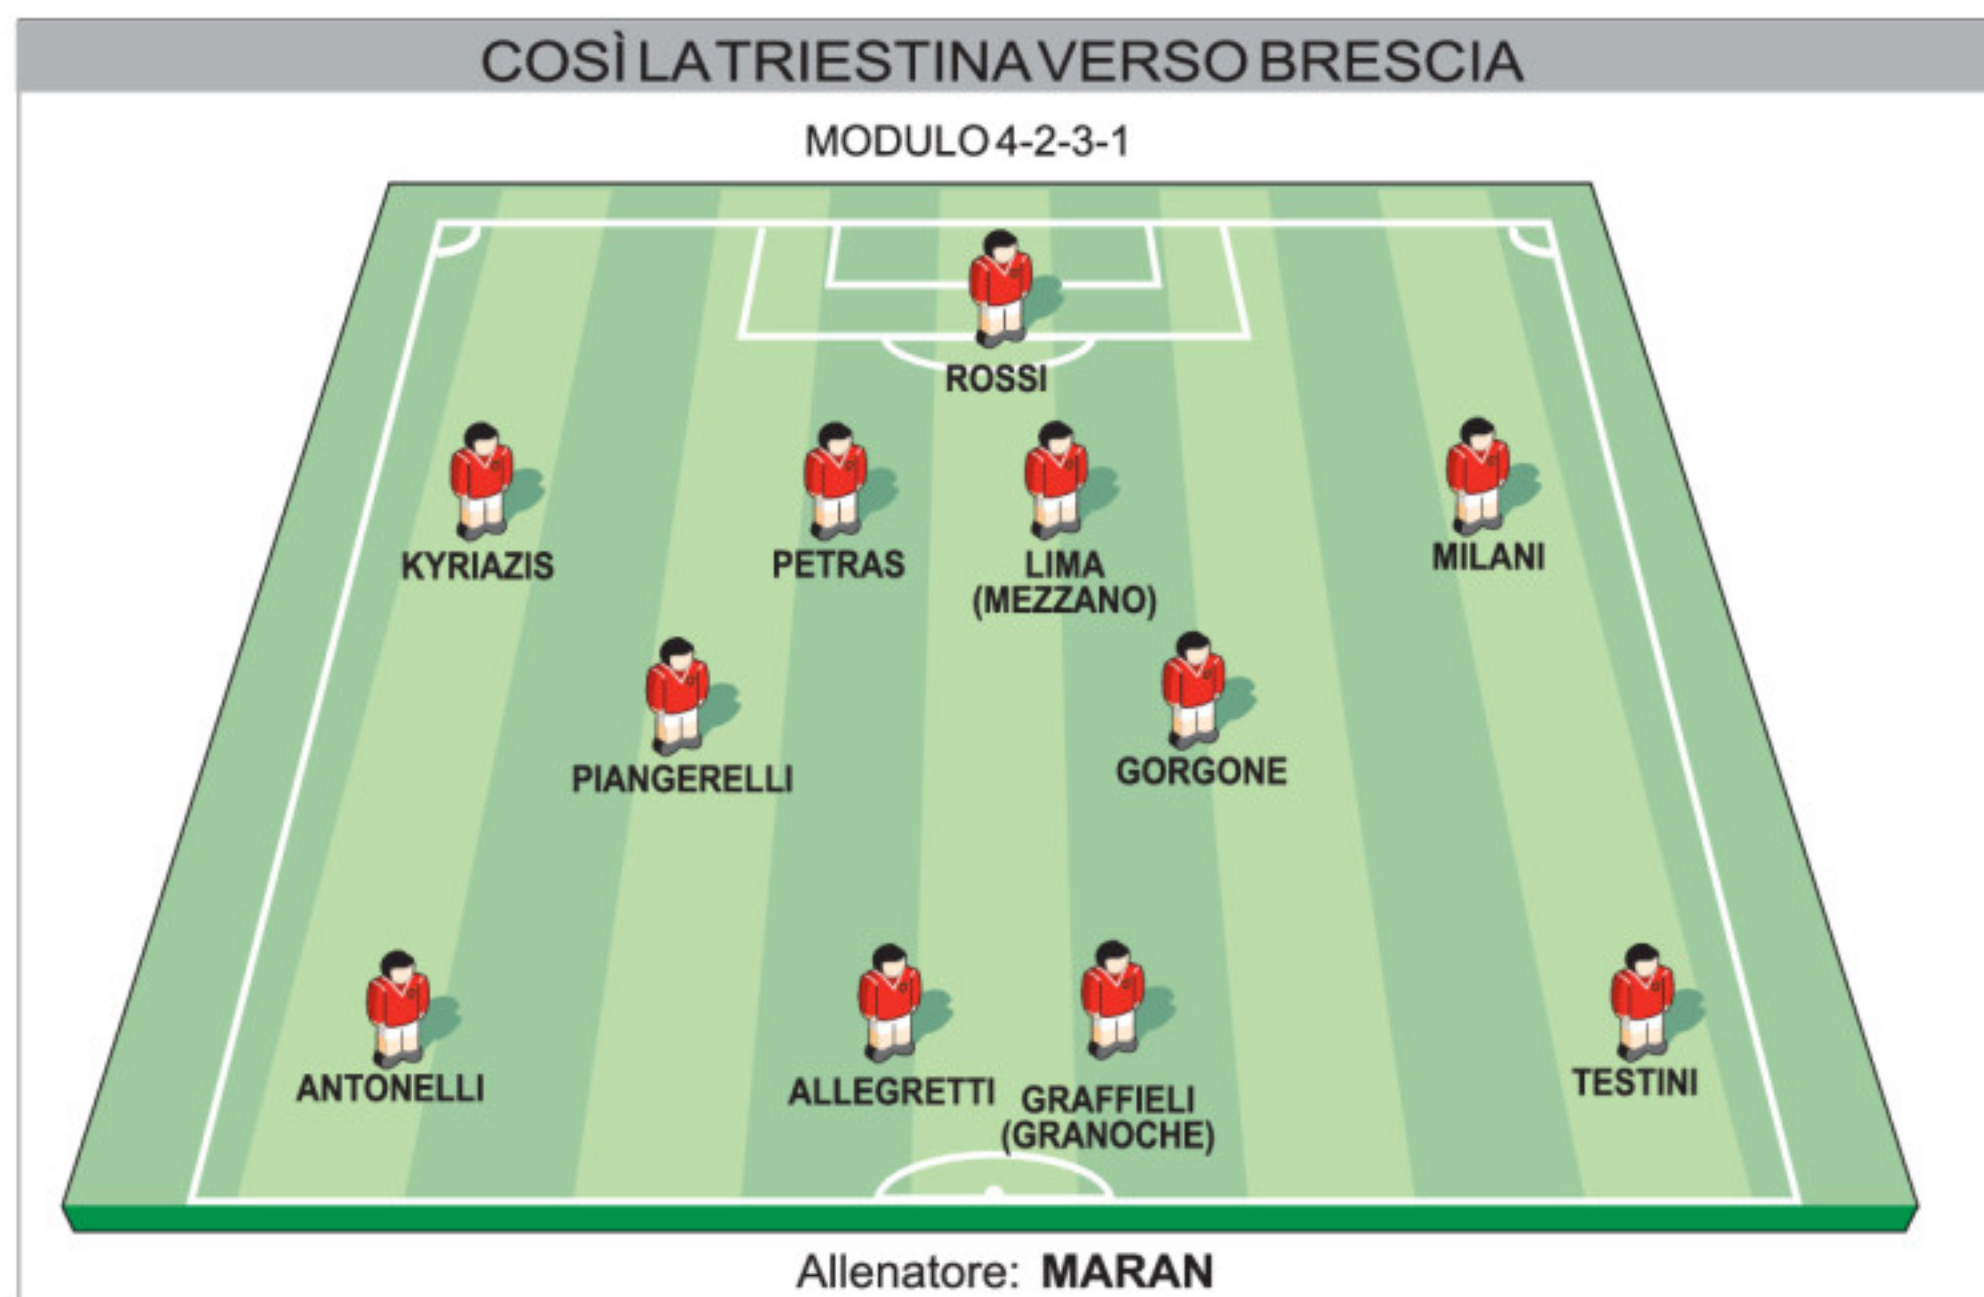 COSÌ LA TRIESTINA VERSO BRESCIA
MODULO 4-2-3-1
ROSSI
KYRIAZIS
PETRAS
LIMA
(MEZZANO)
MILANI
PIANGERELLI
GORGONE
ANTONELLI
ALLEGRETTI
GRAFFIELI
(GRANOCHE)
TESTINI
Allenatore: MARAN